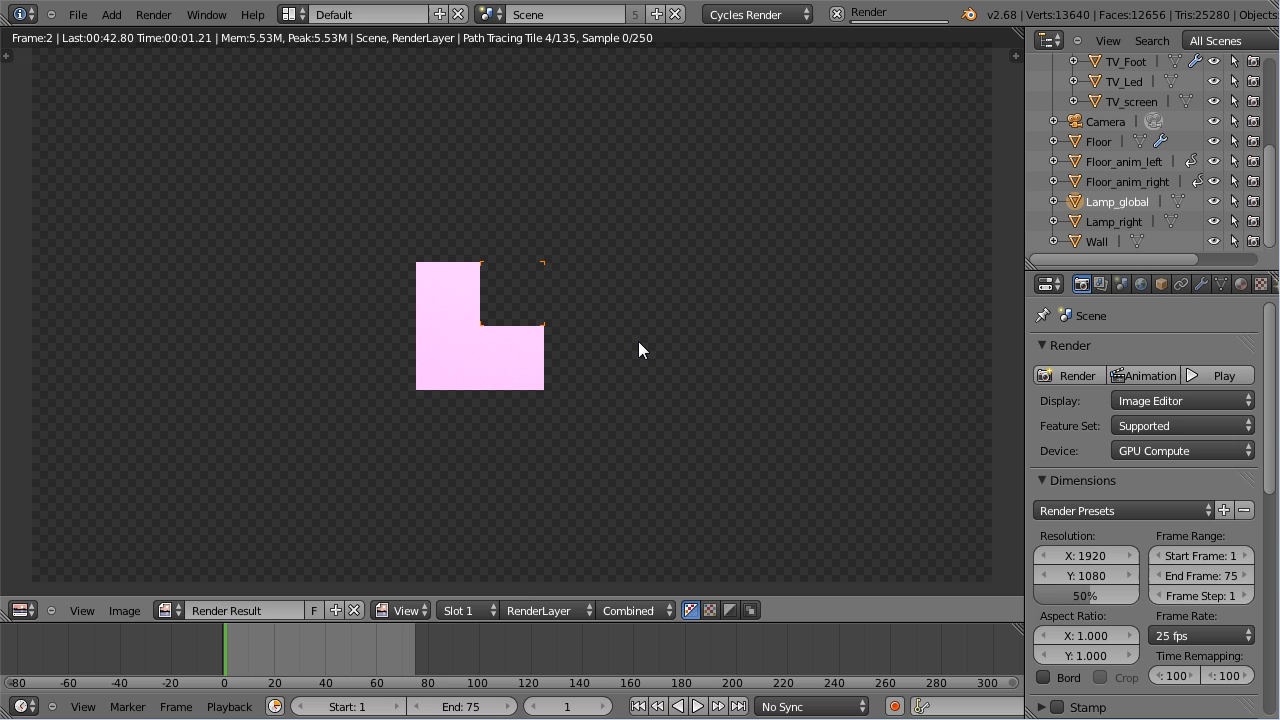 File Add Render Window Help Default Scene 5 Cycles Render Render v2.68 | Verts:13640 | Faces:12656 | Tris:25280 | Objects
Frame:2 | Last:00:42.80 Time:00:01.21 | Mem:5.53M, Peak:5.53M | Scene, RenderLayer | Path Tracing Tile 4/135, Sample 0/250
View Search All Scenes
TV_Foot
TV_Led
TV_screen
Camera
Floor
Floor_anim_left
Floor_anim_right
Lamp_global
Lamp_right
Wall
Scene
Render
Render Animation Play
Display: Image Editor
Feature Set: Supported
Device: GPU Compute
Dimensions
Render Presets
Resolution: Frame Range:
X: 1920 Start Frame: 1
Y: 1080 End Frame: 75
50% Frame Step: 1
Aspect Ratio: Frame Rate:
X: 1.000 25 fps
Y: 1.000 Time Remapping:
Bord Crop : 100 : 100
Stamp
View Image Render Result F View Slot 1 RenderLayer Combined
-80 -60 -40 -20 0 20 40 60 80 100 120 140 160 180 200 220 240 260 280 300
View Marker Frame Playback Start: 1 End: 75 1 No Sync